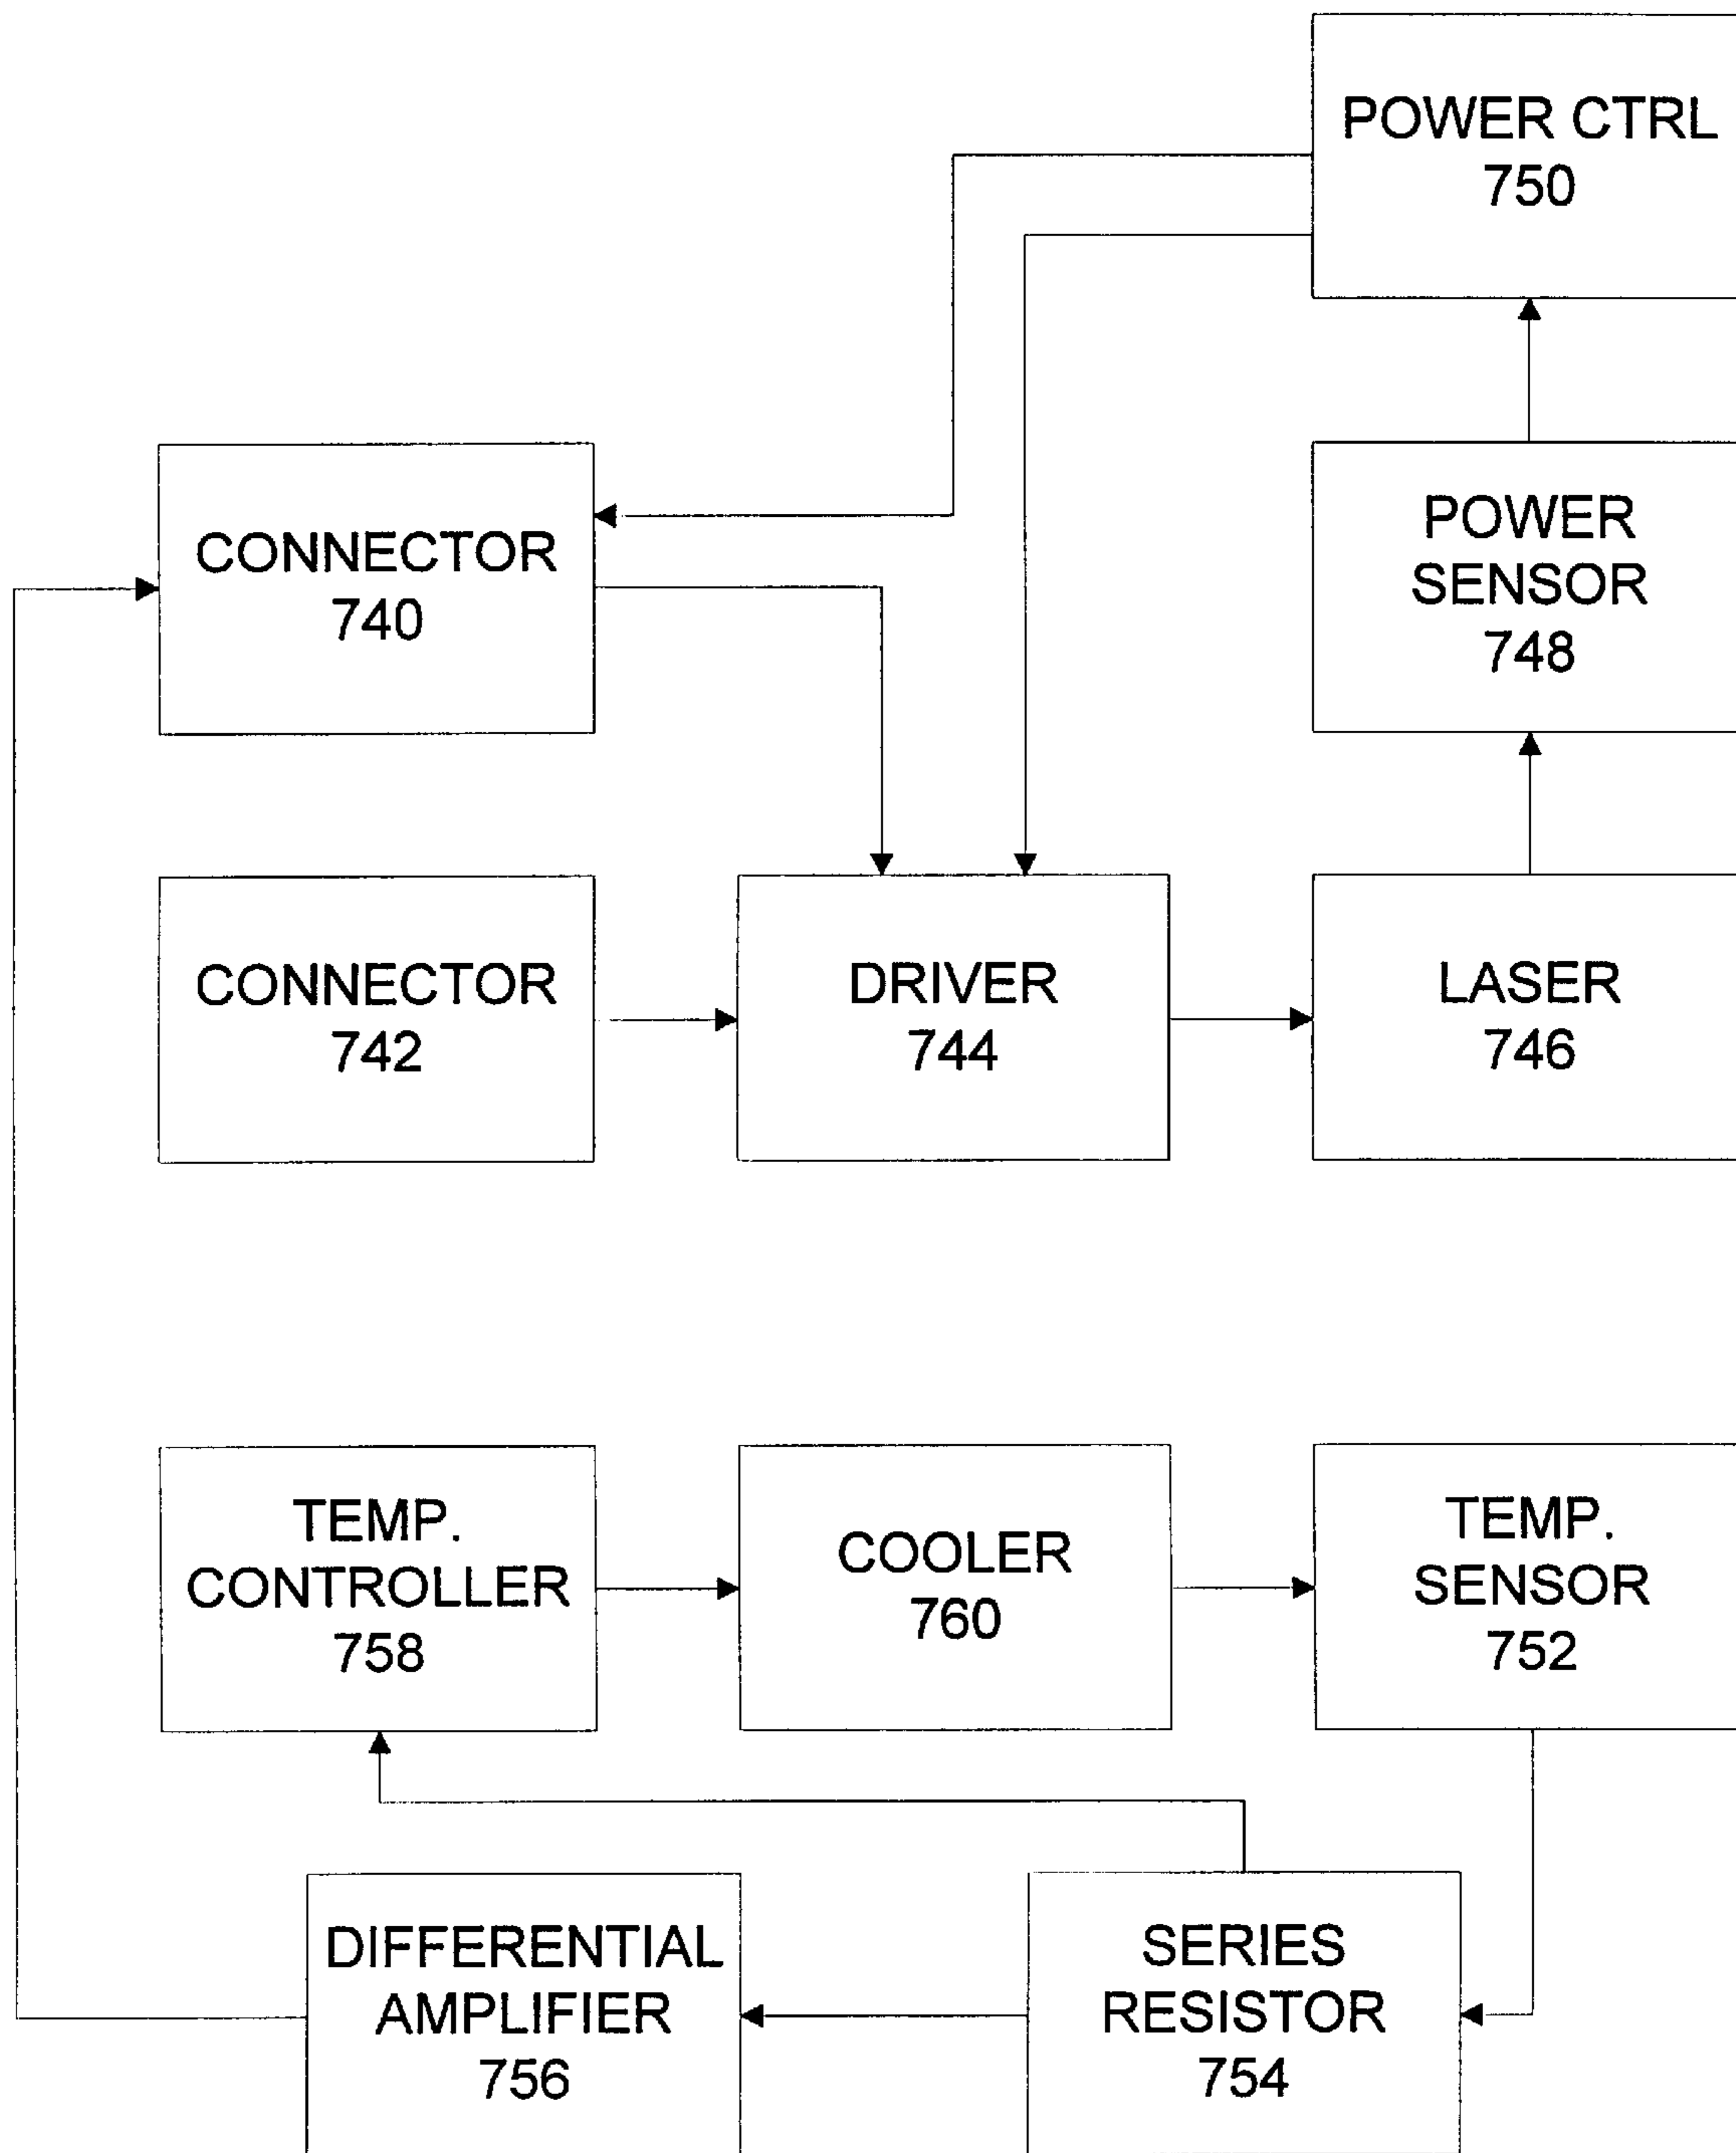 POWER CTRL
750
CONNECTOR
740
POWER
SENSOR
748
CONNECTOR
742
DRIVER
744
LASER
746
TEMP.
CONTROLLER
758
COOLER
760
TEMP.
SENSOR
752
DIFFERENTIAL
AMPLIFIER
756
SERIES
RESISTOR
754